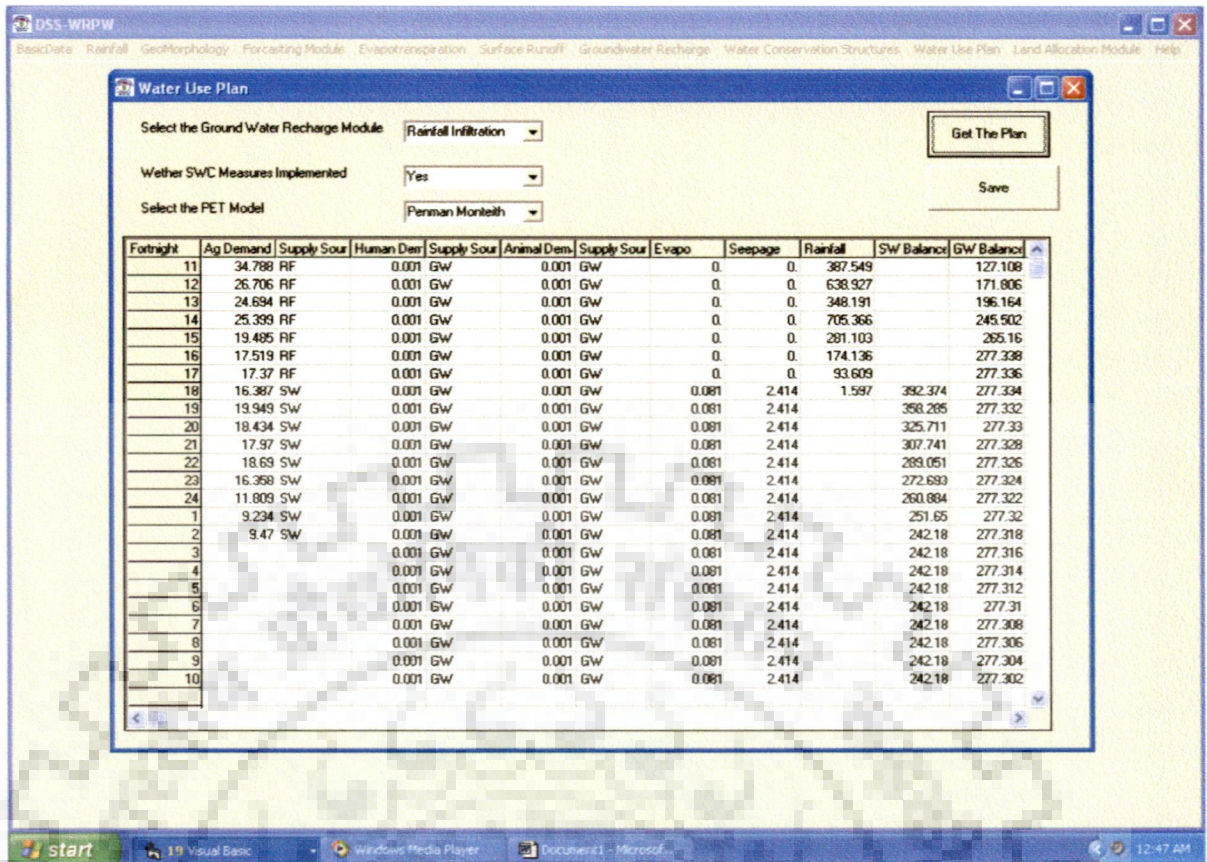 DSS-WRPW
BasicData Rainfall GeoMorphology Forcasting Module Evapotranspiration Surface Runoff Groundwater Recharge Water Conservation Structures Water Use Plan Land Allocation Module Help
Water Use Plan
Select the Ground Water Recharge Module Rainfall Infiltration Get The Plan
Wether SWC Measures Implemented Yes Save
Select the PET Model Penman Monteith
Fortnight Ag Demand Supply Sour Human Dem Supply Sour Animal Dem. Supply Sour Evapo Seepage Rainfall SW Balance GW Balance
11 34.788 RF 0.001 GW 0.001 GW 0. 0. 387.549 127.108
12 26.706 RF 0.001 GW 0.001 GW 0. 0. 638.927 171.806
13 24.694 RF 0.001 GW 0.001 GW 0. 0. 348.191 196.164
14 25.399 RF 0.001 GW 0.001 GW 0. 0. 705.366 245.502
15 19.485 RF 0.001 GW 0.001 GW 0. 0. 281.103 265.16
16 17.519 RF 0.001 GW 0.001 GW 0. 0. 174.136 277.338
17 17.37 RF 0.001 GW 0.001 GW 0. 0. 93.609 277.336
18 16.387 SW 0.001 GW 0.001 GW 0.081 2.414 1.597 392.374 277.334
19 19.949 SW 0.001 GW 0.001 GW 0.081 2.414 358.285 277.332
20 18.434 SW 0.001 GW 0.001 GW 0.081 2.414 325.711 277.33
21 17.97 SW 0.001 GW 0.001 GW 0.081 2.414 307.741 277.328
22 18.69 SW 0.001 GW 0.001 GW 0.081 2.414 289.051 277.326
23 16.358 SW 0.001 GW 0.001 GW 0.081 2.414 272.693 277.324
24 11.809 SW 0.001 GW 0.001 GW 0.081 2.414 260.884 277.322
1 9.234 SW 0.001 GW 0.001 GW 0.081 2.414 251.65 277.32
2 9.47 SW 0.001 GW 0.001 GW 0.081 2.414 242.18 277.318
3 0.001 GW 0.001 GW 0.081 2.414 242.18 277.316
4 0.001 GW 0.001 GW 0.081 2.414 242.18 277.314
5 0.001 GW 0.001 GW 0.081 2.414 242.18 277.312
6 0.001 GW 0.001 GW 0.081 2.414 242.18 277.31
7 0.001 GW 0.001 GW 0.081 2.414 242.18 277.308
8 0.001 GW 0.001 GW 0.081 2.414 242.18 277.306
9 0.001 GW 0.001 GW 0.081 2.414 242.18 277.304
10 0.001 GW 0.001 GW 0.081 2.414 242.18 277.302
start 19 Visual Basic Windows Media Player Document1 - Microsof... 12:47 AM